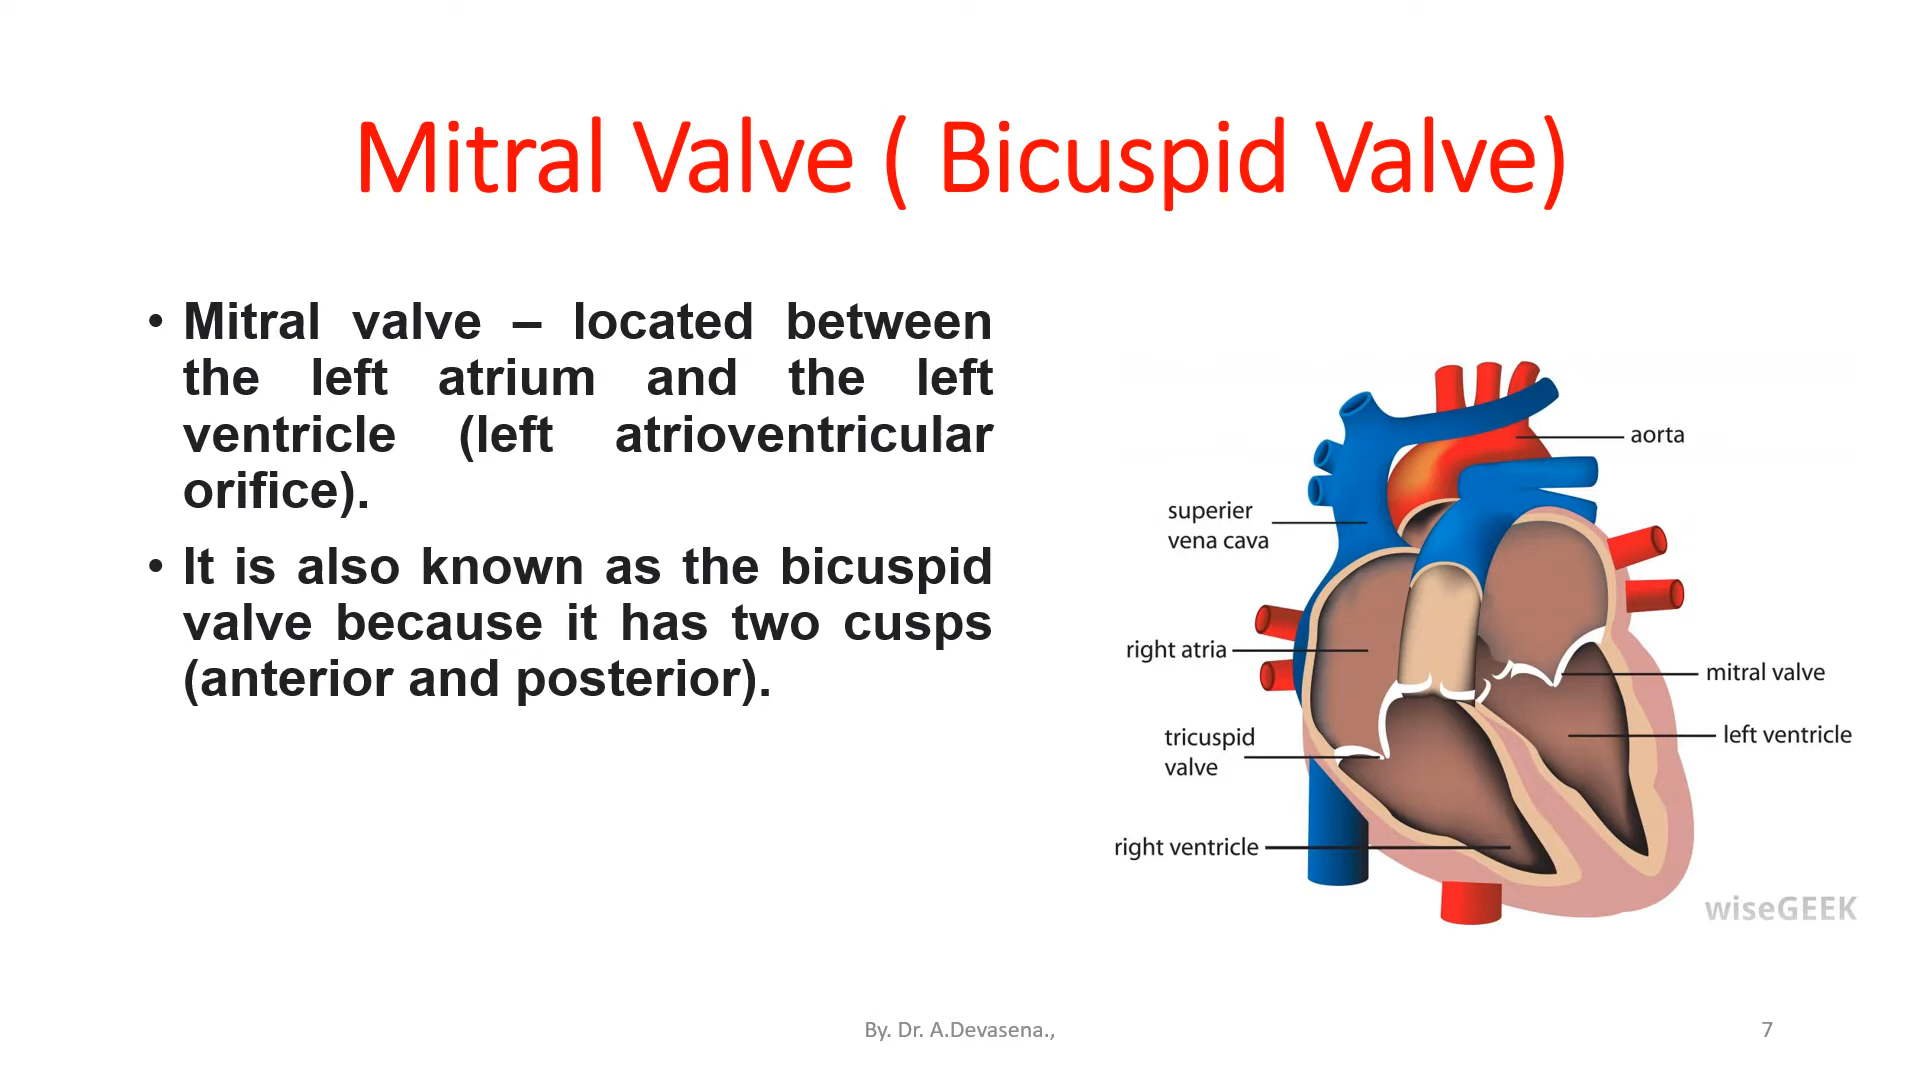 Mitral Valve ( Bicuspid Valve)
• Mitral valve – located between
the left atrium and the left
ventricle (left atrioventricular
orifice).
• It is also known as the bicuspid
valve because it has two cusps
(anterior and posterior).
aorta
superier
vena cava
right atria
mitral valve
tricuspid
valve
left ventricle
right ventricle
wiseGEEK
By. Dr. A.Devasena.,
7